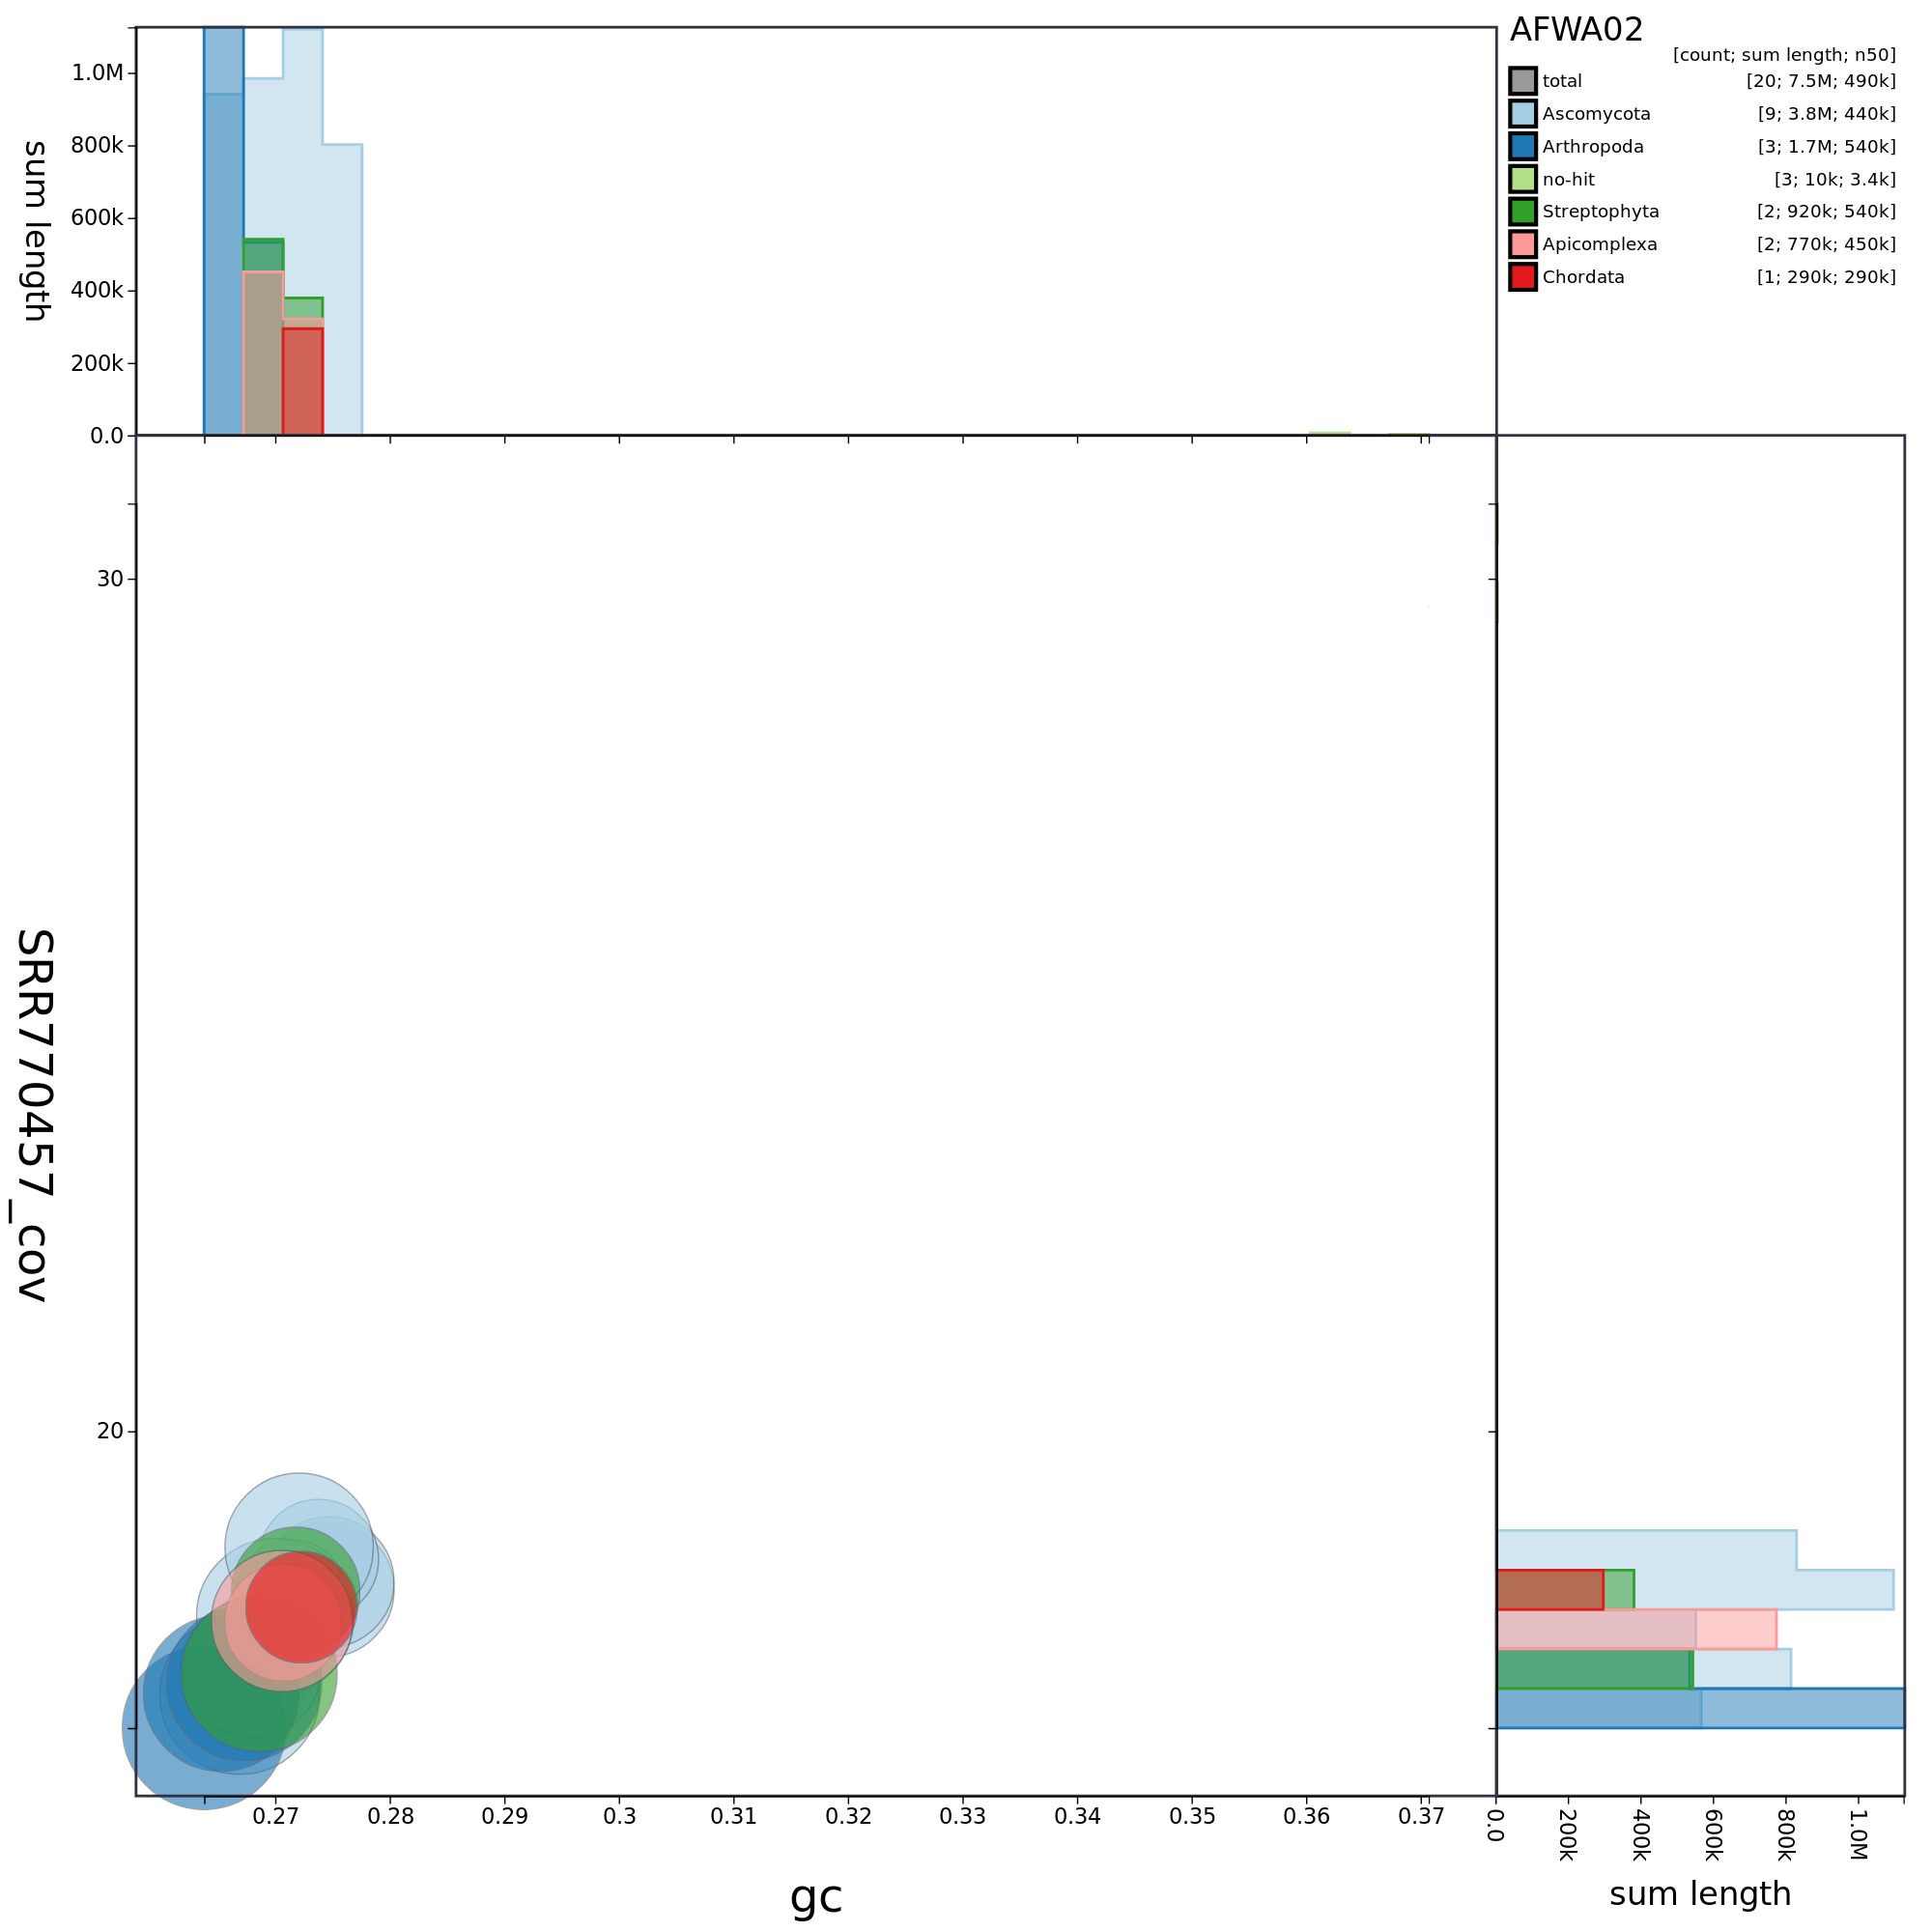 AFWA02
[count; sum length; n50]
total [20; 7.5M; 490k]
Ascomycota [9; 3.8M; 440k]
Arthropoda [3; 1.7M; 540k]
no-hit [3; 10k; 3.4k]
Streptophyta [2; 920k; 540k]
Apicomplexa [2; 770k; 450k]
Chordata [1; 290k; 290k]
sum length
1.0M
800k
600k
400k
200k
0.0
SRR770457_cov
30
20
0.27 0.28 0.29 0.3 0.31 0.32 0.33 0.34 0.35 0.36 0.37
gc
0.0 200k 400k 600k 800k 1.0M
sum length